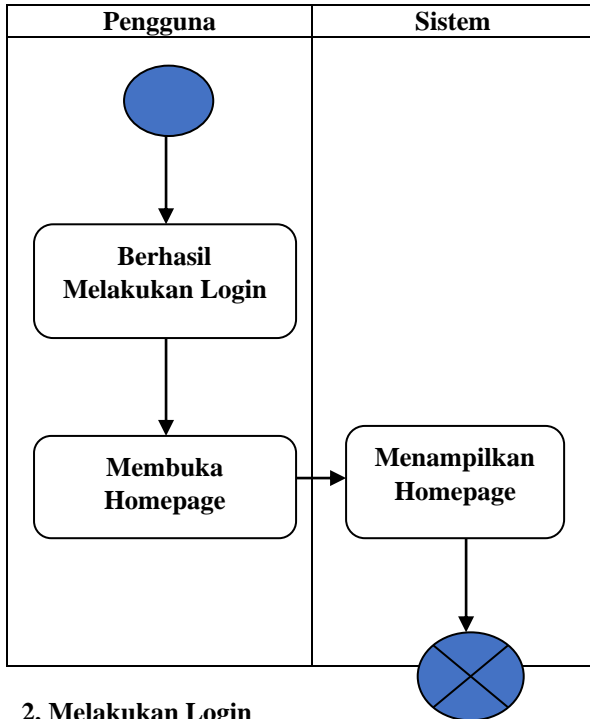 Pengguna
Sistem
Berhasil
Melakukan Login
Membuka
Homepage
Menampilkan
Homepage
2. Melakukan Login